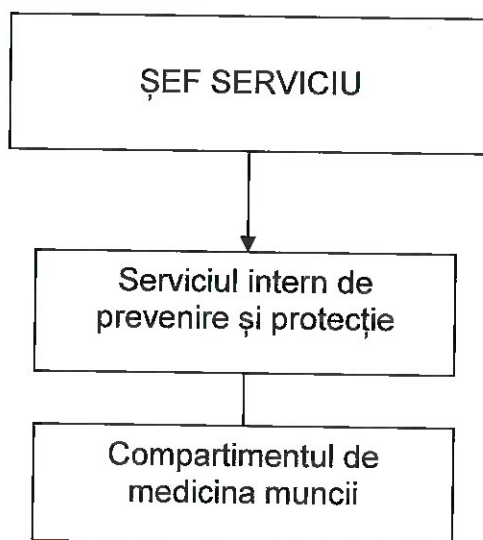 ȘEF SERVICIU
Serviciul intern de
prevenire și protecție
Compartimentul de
medicina muncii